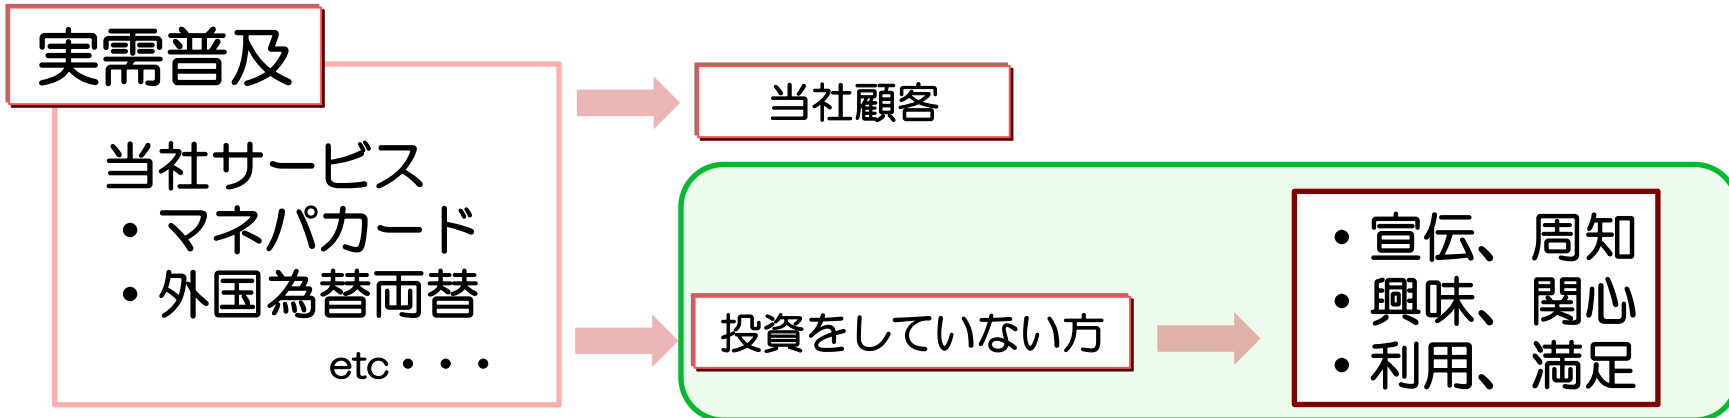 実需普及
当社サービス
・マネパカード
・外国為替両替
etc・・・
当社顧客
投資をしていない方
・宣伝、周知
・興味、関心
・利用、満足